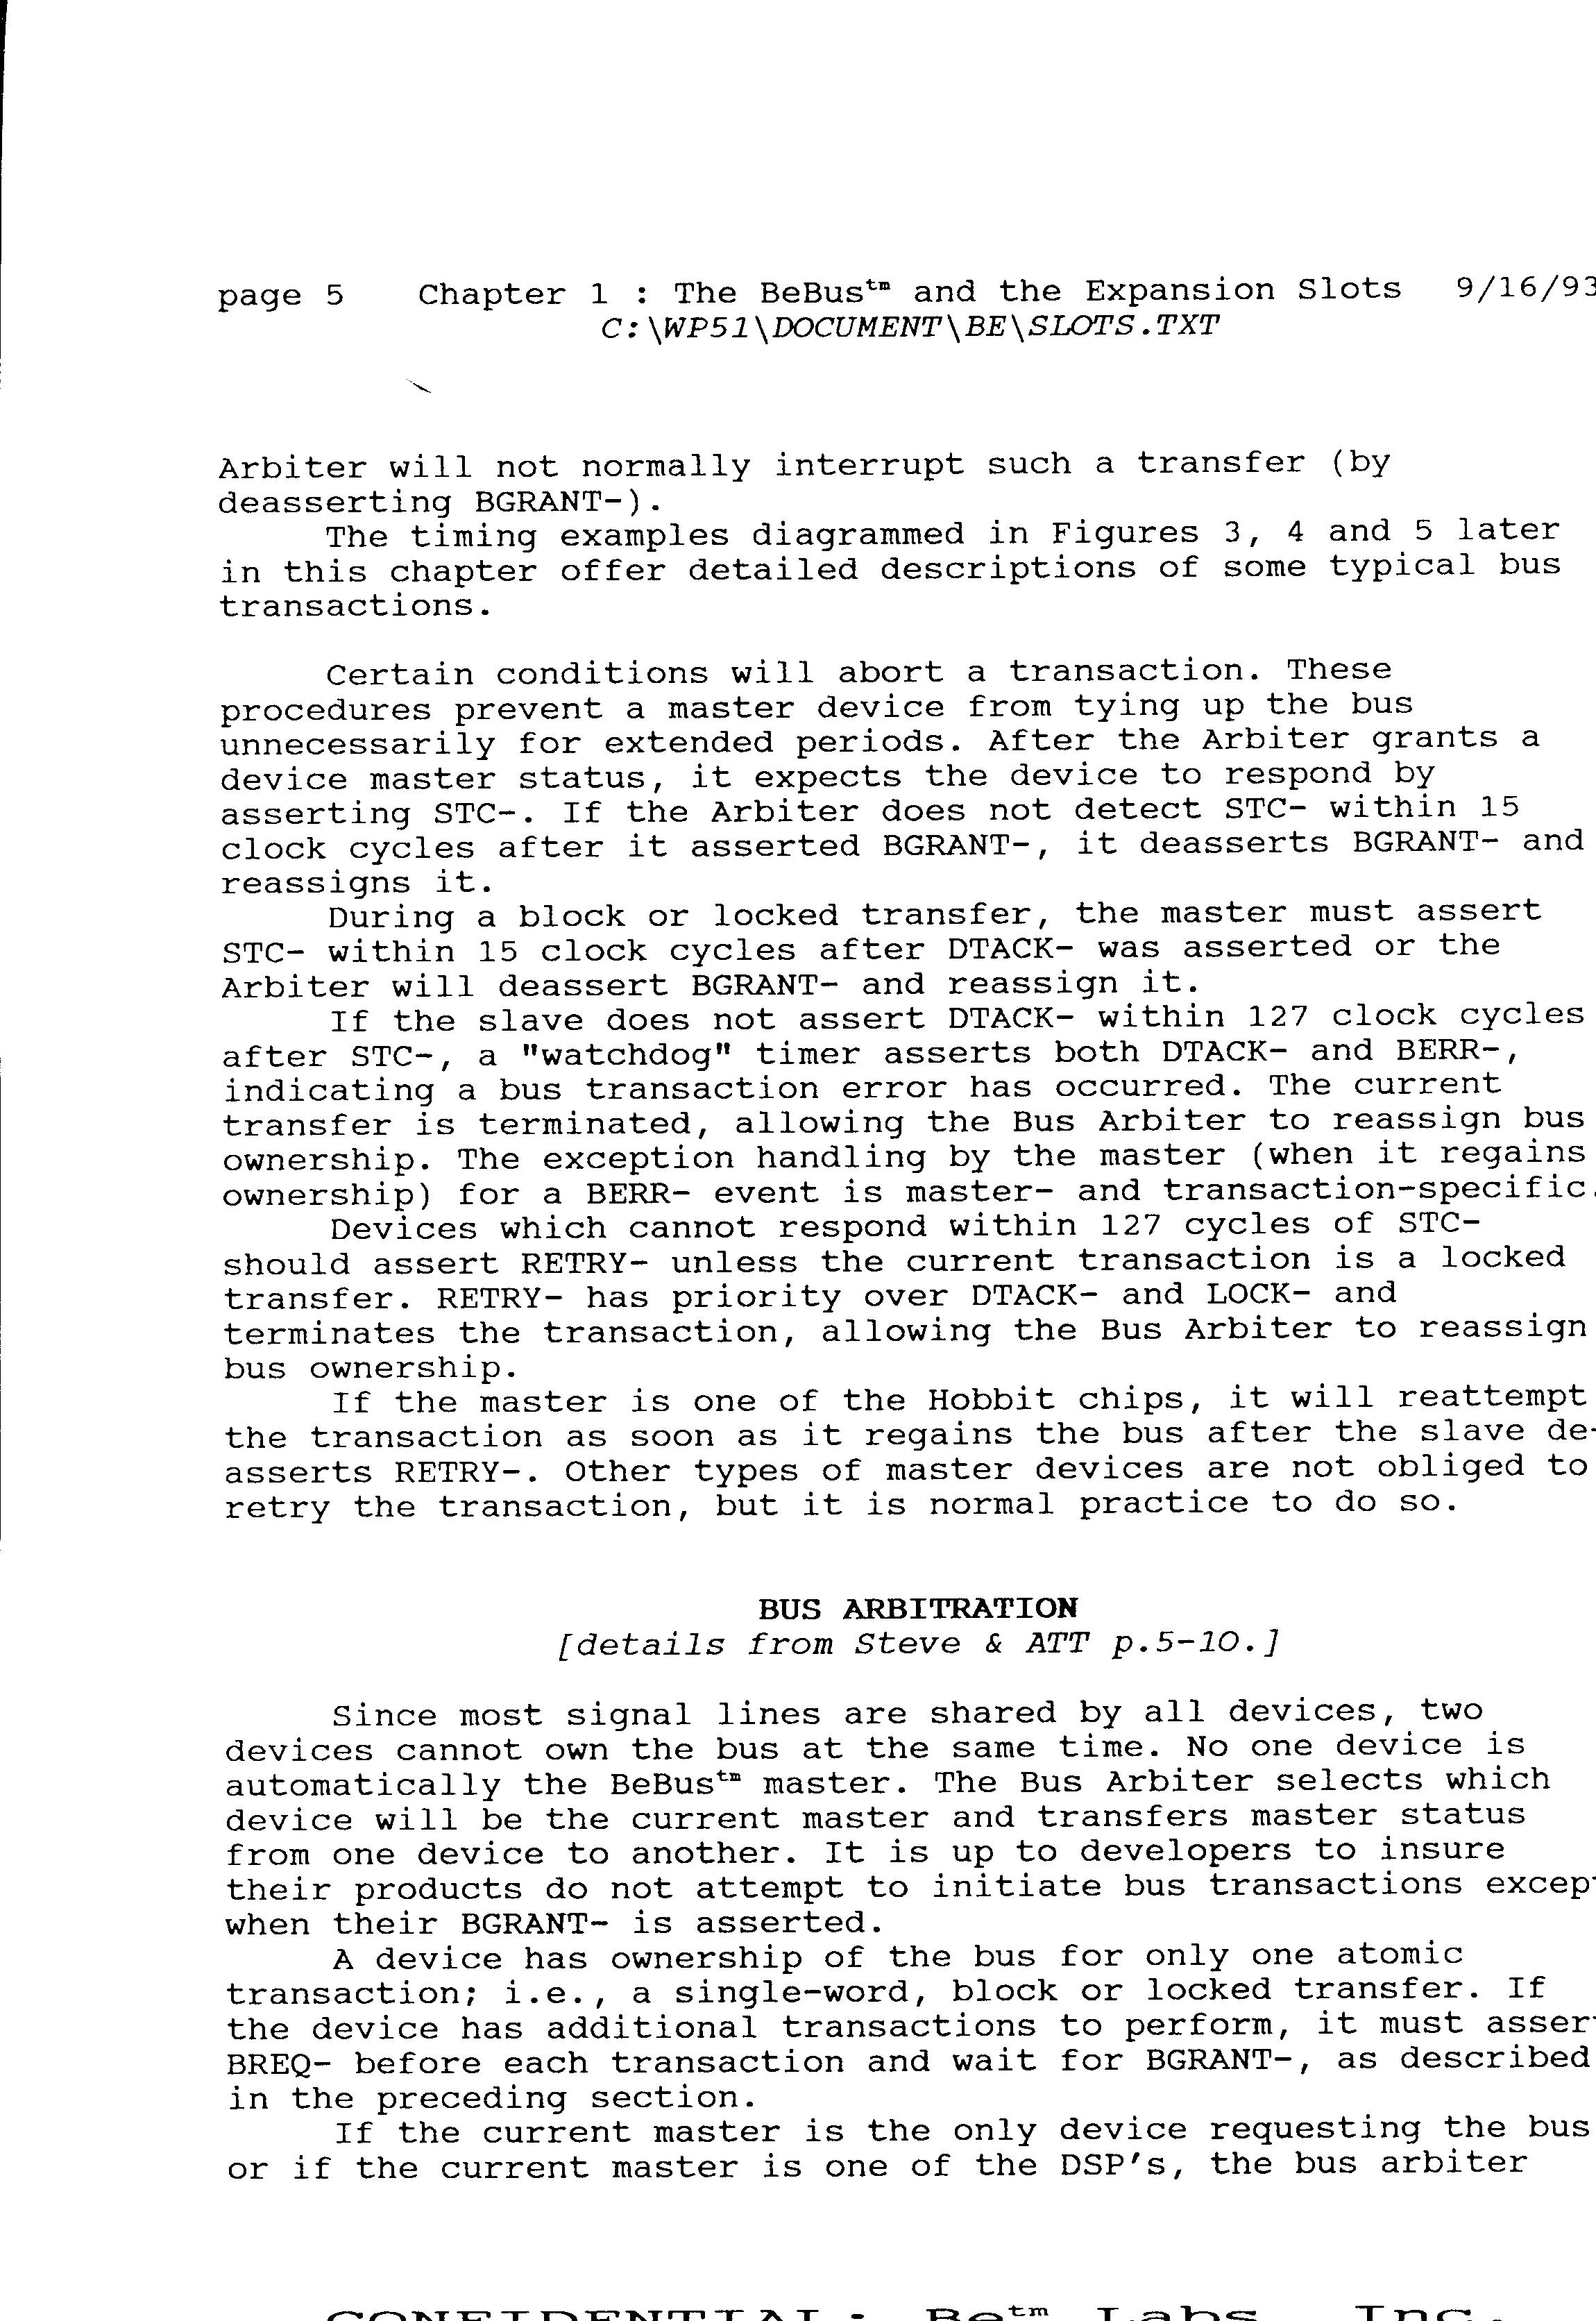 page 5 Chapter 1 : The BeBus™ and the Expansion Slots 9/16/93
C:\WP51\DOCUMENT\BE\SLOTS.TXT
Arbiter will not normally interrupt such a transfer (by
deasserting BGRANT-).
The timing examples diagrammed in Figures 3, 4 and 5 later
in this chapter offer detailed descriptions of some typical bus
transactions.
Certain conditions will abort a transaction. These
procedures prevent a master device from tying up the bus
unnecessarily for extended periods. After the Arbiter grants a
device master status, it expects the device to respond by
asserting STC-. If the Arbiter does not detect STC- within 15
clock cycles after it asserted BGRANT-, it deasserts BGRANT- and
reassigns it.
During a block or locked transfer, the master must assert
STC- within 15 clock cycles after DTACK- was asserted or the
Arbiter will deassert BGRANT- and reassign it.
If the slave does not assert DTACK- within 127 clock cycles
after STC-, a "watchdog" timer asserts both DTACK- and BERR-,
indicating a bus transaction error has occurred. The current
transfer is terminated, allowing the Bus Arbiter to reassign bus
ownership. The exception handling by the master (when it regains
ownership) for a BERR- event is master- and transaction-specific.
Devices which cannot respond within 127 cycles of STC-
should assert RETRY- unless the current transaction is a locked
transfer. RETRY- has priority over DTACK- and LOCK- and
terminates the transaction, allowing the Bus Arbiter to reassign
bus ownership.
If the master is one of the Hobbit chips, it will reattempt
the transaction as soon as it regains the bus after the slave de-
asserts RETRY-. Other types of master devices are not obliged to
retry the transaction, but it is normal practice to do so.
BUS ARBITRATION
[details from Steve & ATT p.5-10.]
Since most signal lines are shared by all devices, two
devices cannot own the bus at the same time. No one device is
automatically the BeBus™ master. The Bus Arbiter selects which
device will be the current master and transfers master status
from one device to another. It is up to developers to insure
their products do not attempt to initiate bus transactions except
when their BGRANT- is asserted.
A device has ownership of the bus for only one atomic
transaction; i.e., a single-word, block or locked transfer. If
the device has additional transactions to perform, it must assert
BREQ- before each transaction and wait for BGRANT-, as described
in the preceding section.
If the current master is the only device requesting the bus
or if the current master is one of the DSP's, the bus arbiter
CONFIDENTIAL: Be™ Labs, Inc.